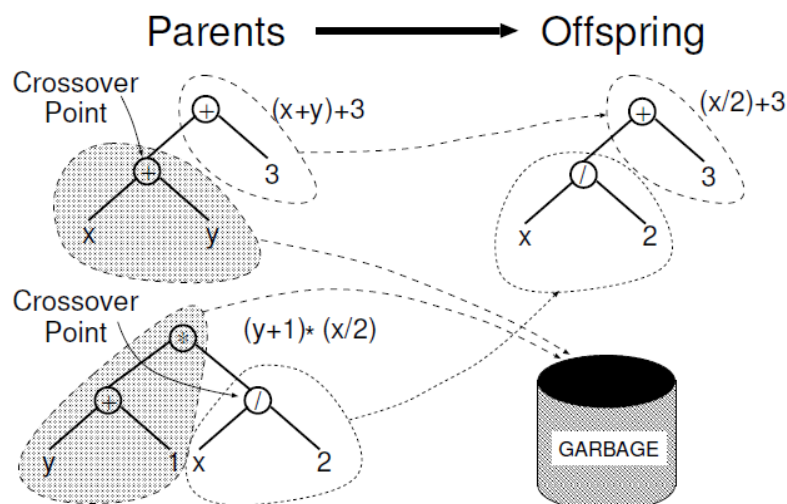 Parents
Offspring
Crossover
Point
+
(x+y)+3
+
3
x
y
+
(x/2)+3
/
3
x
2
Crossover
Point
*
(y+1)* (x/2)
+
/
y
1
x
2
GARBAGE